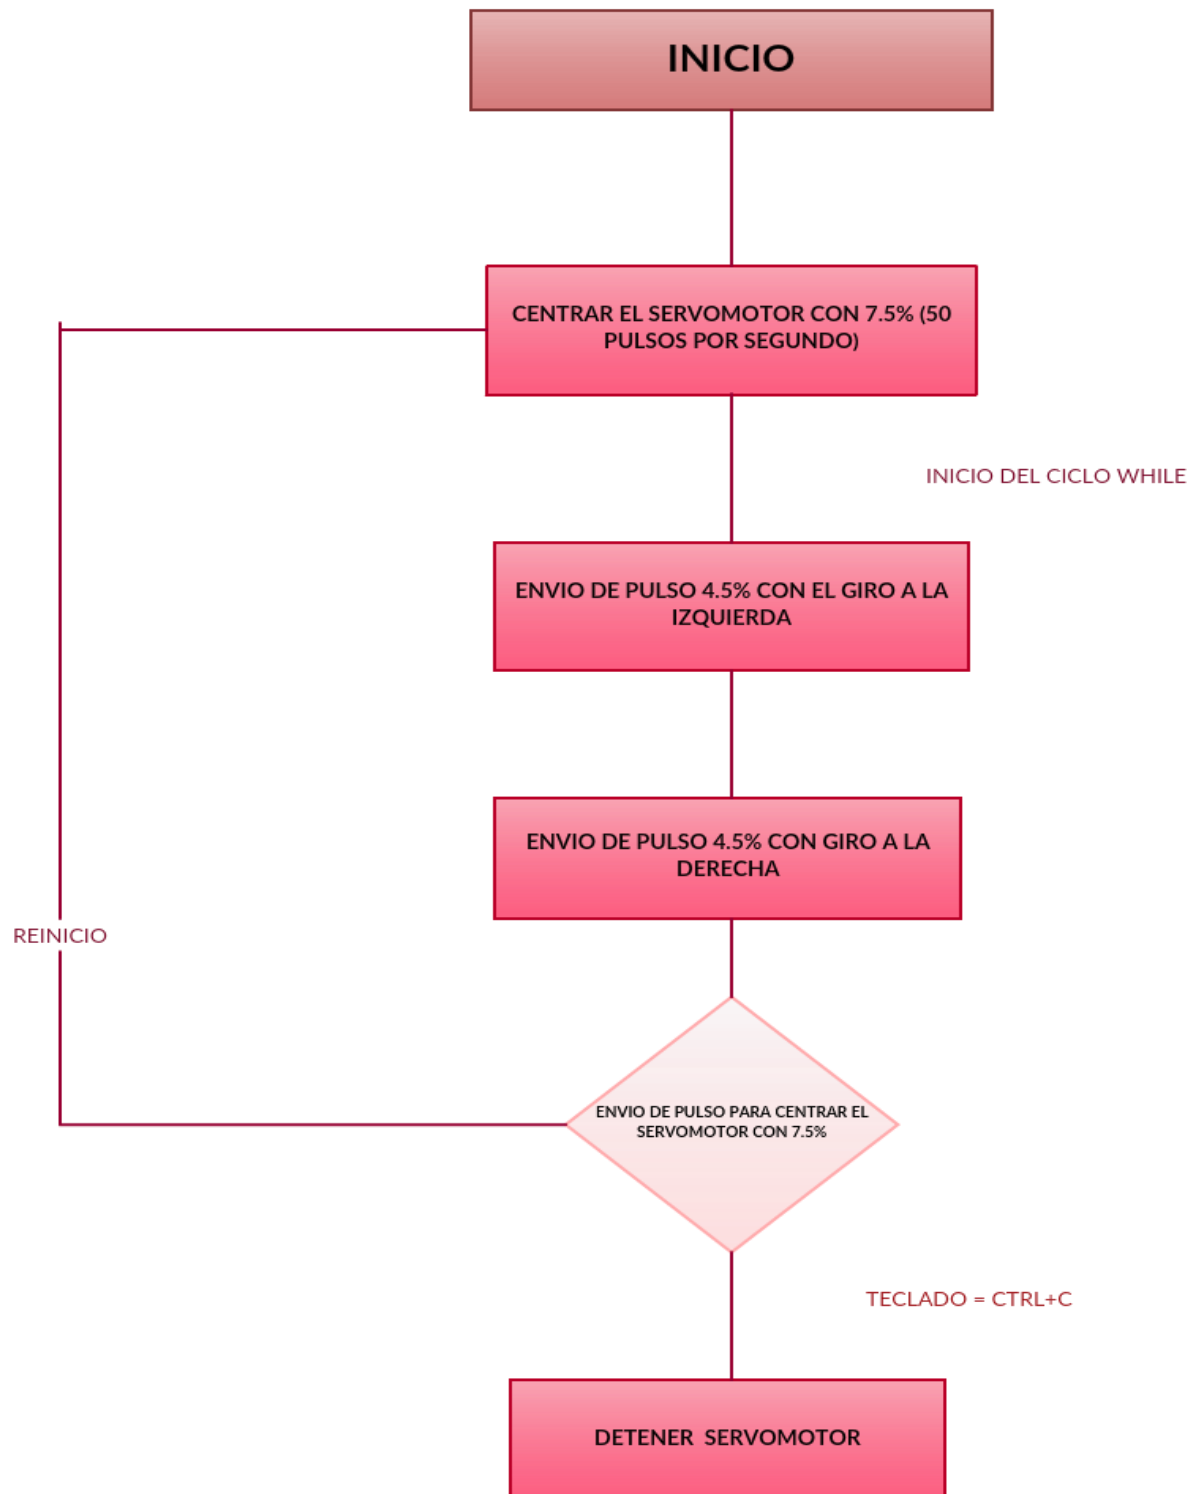 INICIO
CENTRAR EL SERVOMOTOR CON 7.5% (50
PULSOS POR SEGUNDO)
INICIO DEL CICLO WHILE
ENVIO DE PULSO 4.5% CON EL GIRO A LA
IZQUIERDA
ENVIO DE PULSO 4.5% CON GIRO A LA
DERECHA
REINICIO
ENVIO DE PULSO PARA CENTRAR EL
SERVOMOTOR CON 7.5%
TECLADO = CTRL+C
DETENER SERVOMOTOR